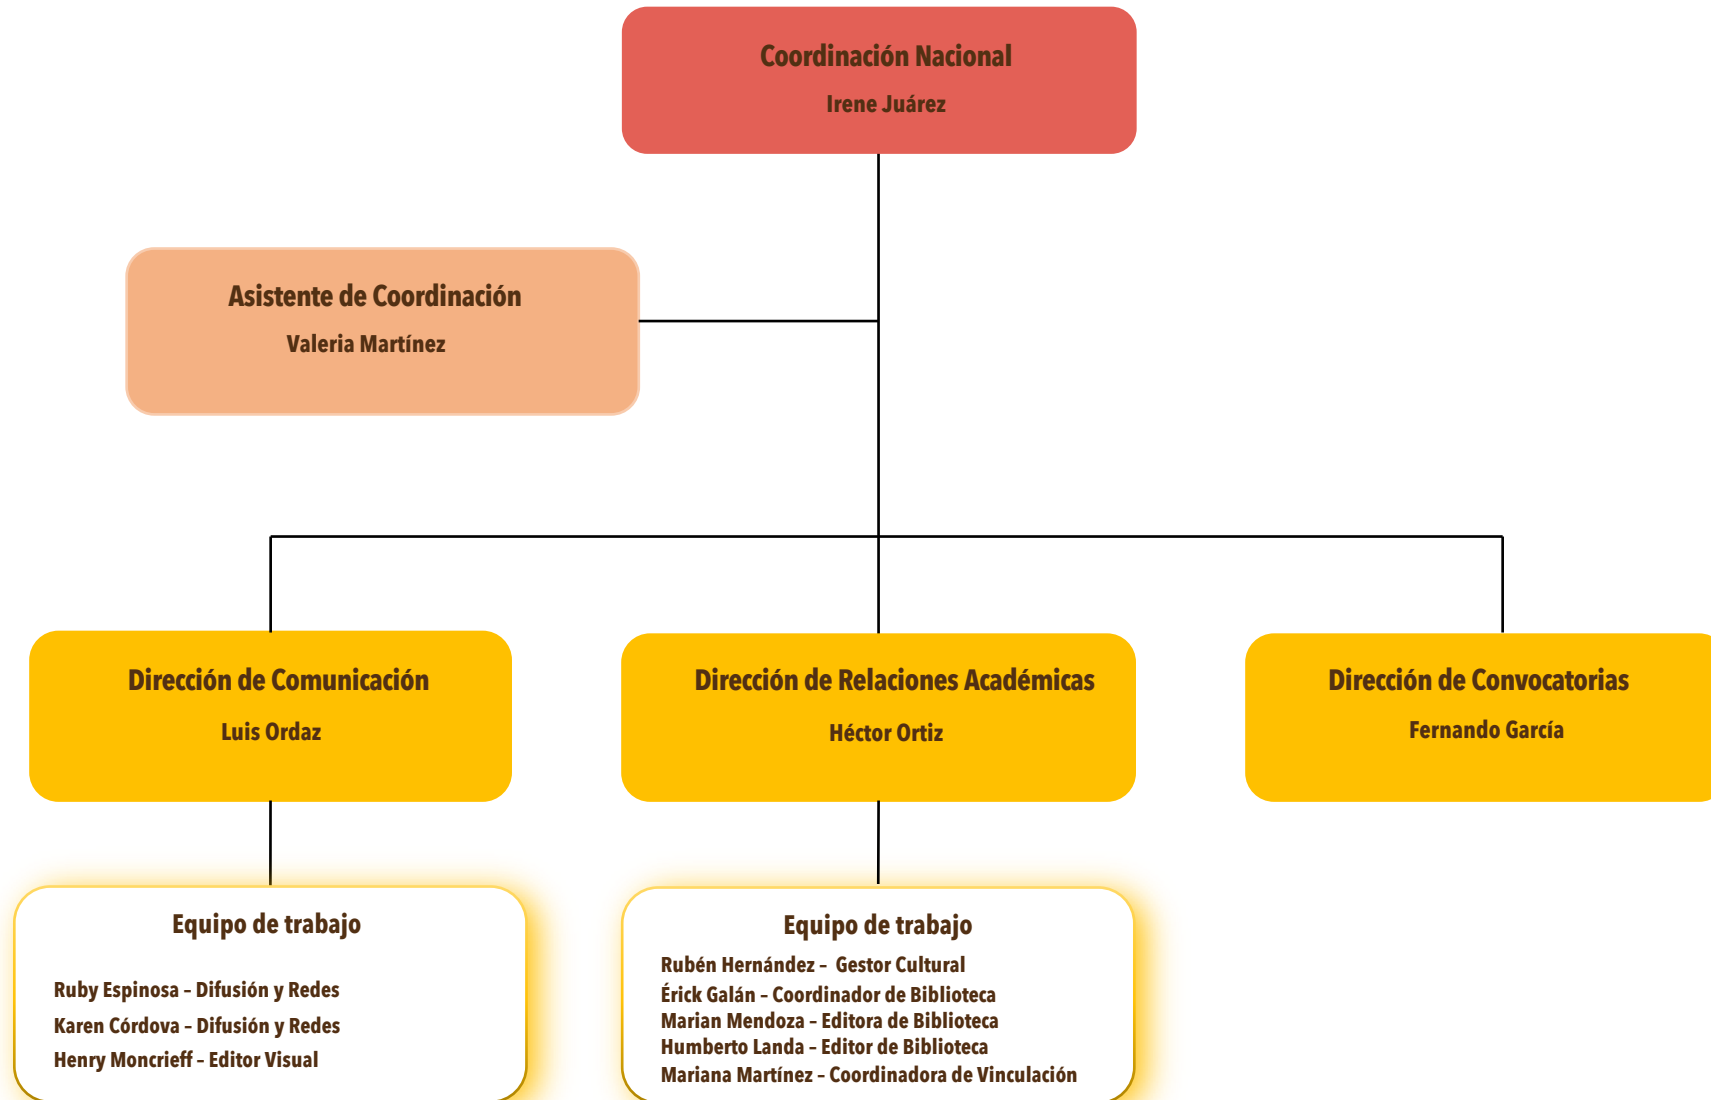 Coordinación Nacional
Irene Juárez
Asistente de Coordinación
Valeria Martínez
Dirección de Comunicación
Luis Ordaz
Dirección de Relaciones Académicas
Héctor Ortiz
Dirección de Convocatorias
Fernando García
Equipo de trabajo
Ruby Espinosa – Difusión y Redes
Karen Córdova – Difusión y Redes
Henry Moncrieff – Editor Visual
Equipo de trabajo
Rubén Hernández – Gestor Cultural
Érick Galán – Coordinador de Biblioteca
Marian Mendoza – Editora de Biblioteca
Humberto Landa – Editor de Biblioteca
Mariana Martínez – Coordinadora de Vinculación